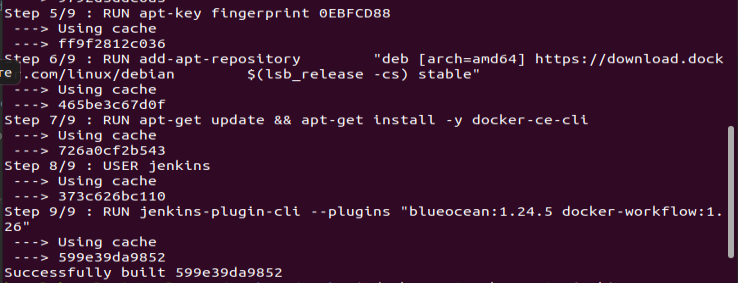 Step 5/9 : RUN apt-key fingerprint 0EBFCD88
---> Using cache
---> ff9f2812c036
Step 6/9 : RUN add-apt-repository "deb [arch=amd64] https://download.dock
re .com/linux/debian $(lsb_release -cs) stable"
---> Using cache
---> 465be3c67d0f
Step 7/9 : RUN apt-get update && apt-get install -y docker-ce-cli
---> Using cache
---> 726a0cf2b543
Step 8/9 : USER jenkins
---> Using cache
---> 373c626bc110
Step 9/9 : RUN jenkins-plugin-cli --plugins "blueocean:1.24.5 docker-workflow:1.
26"
---> Using cache
---> 599e39da9852
Successfully built 599e39da9852